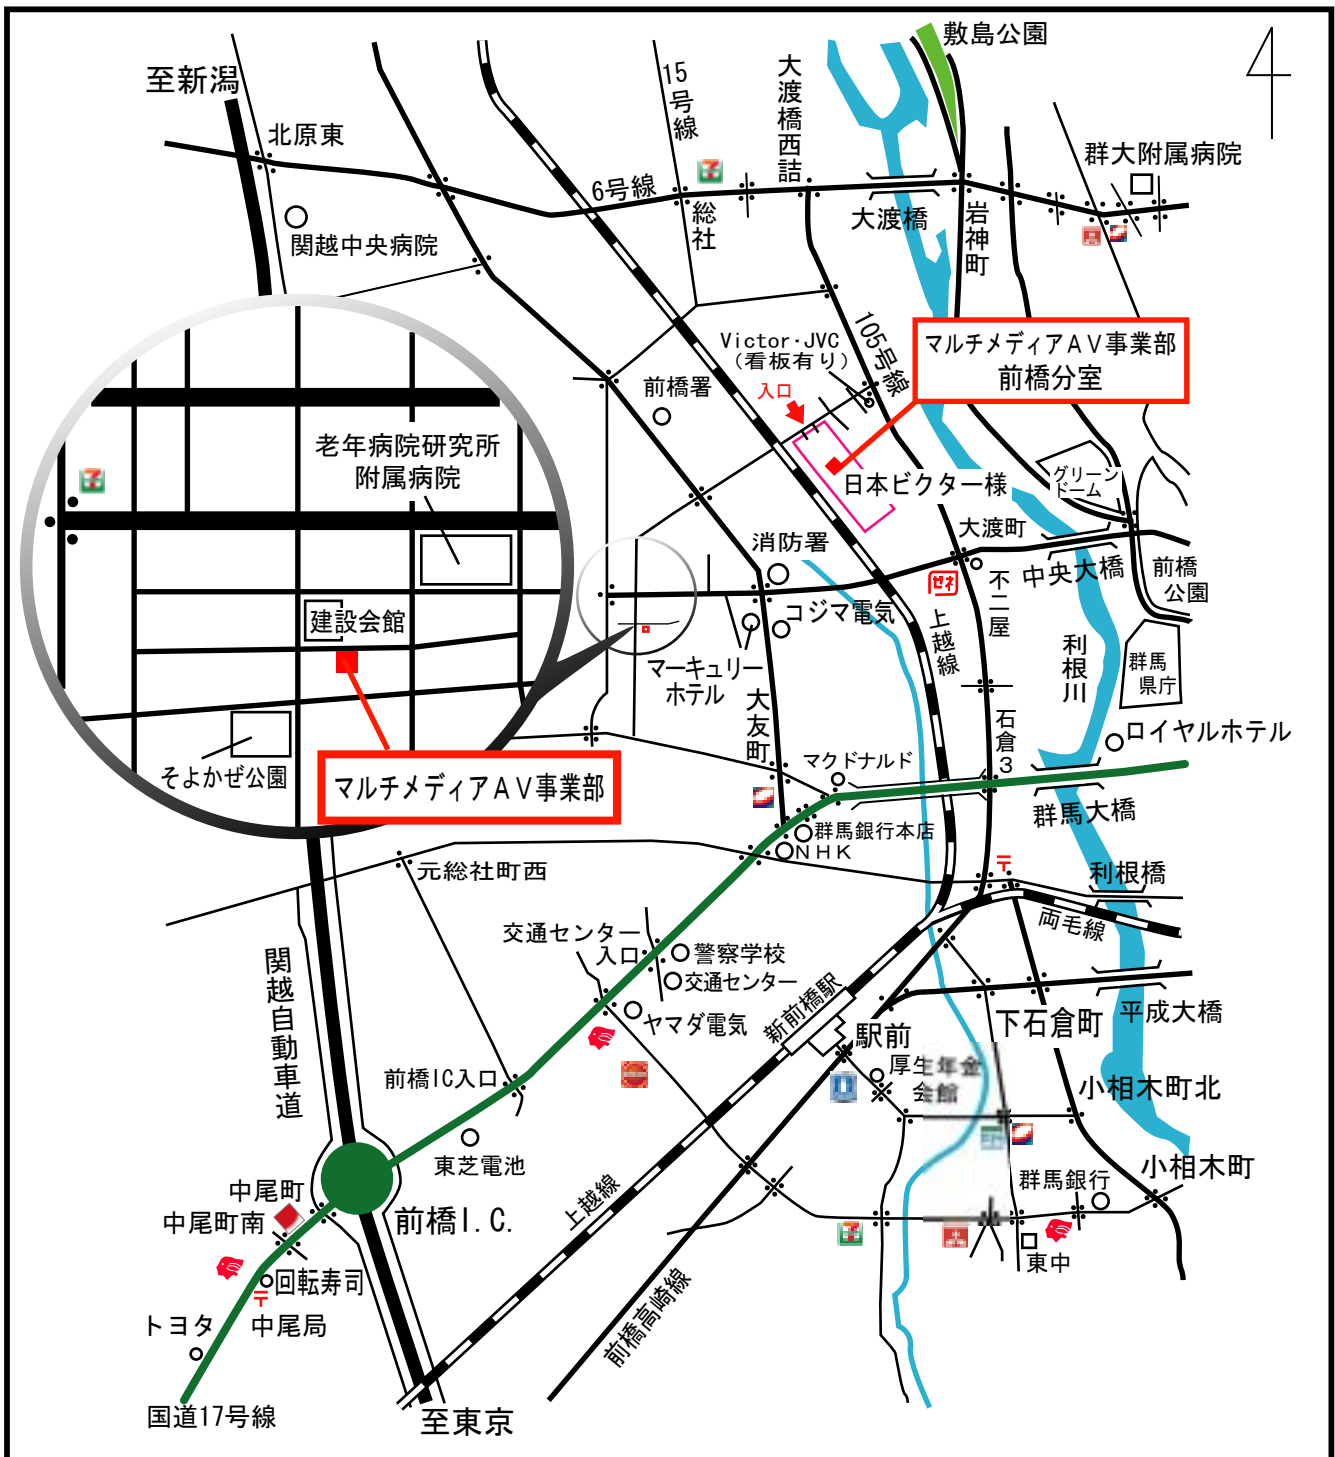 敷島公園
至新潟
15号線
大渡橋西詰
北原東
群大附属病院
6号線
総社
大渡橋
岩神町
関越中央病院
Victor・JVC
(看板有り)
105号線
マルチメディアAV事業部
前橋分室
前橋署
入口
老年病院研究所
附属病院
日本ビクター様
グリーン
ドーム
大渡町
消防署
中央大橋
前橋
公園
ゼネ
不二屋
建設会館
コジマ電気
上越線
利根川
群馬
県庁
マーキュリー
ホテル
大友町
石倉3
ロイヤルホテル
そよかぜ公園
マルチメディアAV事業部
マクドナルド
群馬大橋
群馬銀行本店
NHK
元総社町西
利根橋
両毛線
交通センター
入口
警察学校
交通センター
関越自動車道
新前橋駅
ヤマダ電気
駅前
下石倉町
平成大橋
前橋IC入口
厚生年金
会館
小相木町北
東芝電池
小相木町
群馬銀行
中尾町
中尾町南
前橋I.C.
上越線
東中
回転寿司
中尾局
トヨタ
前橋高崎線
国道17号線
至東京